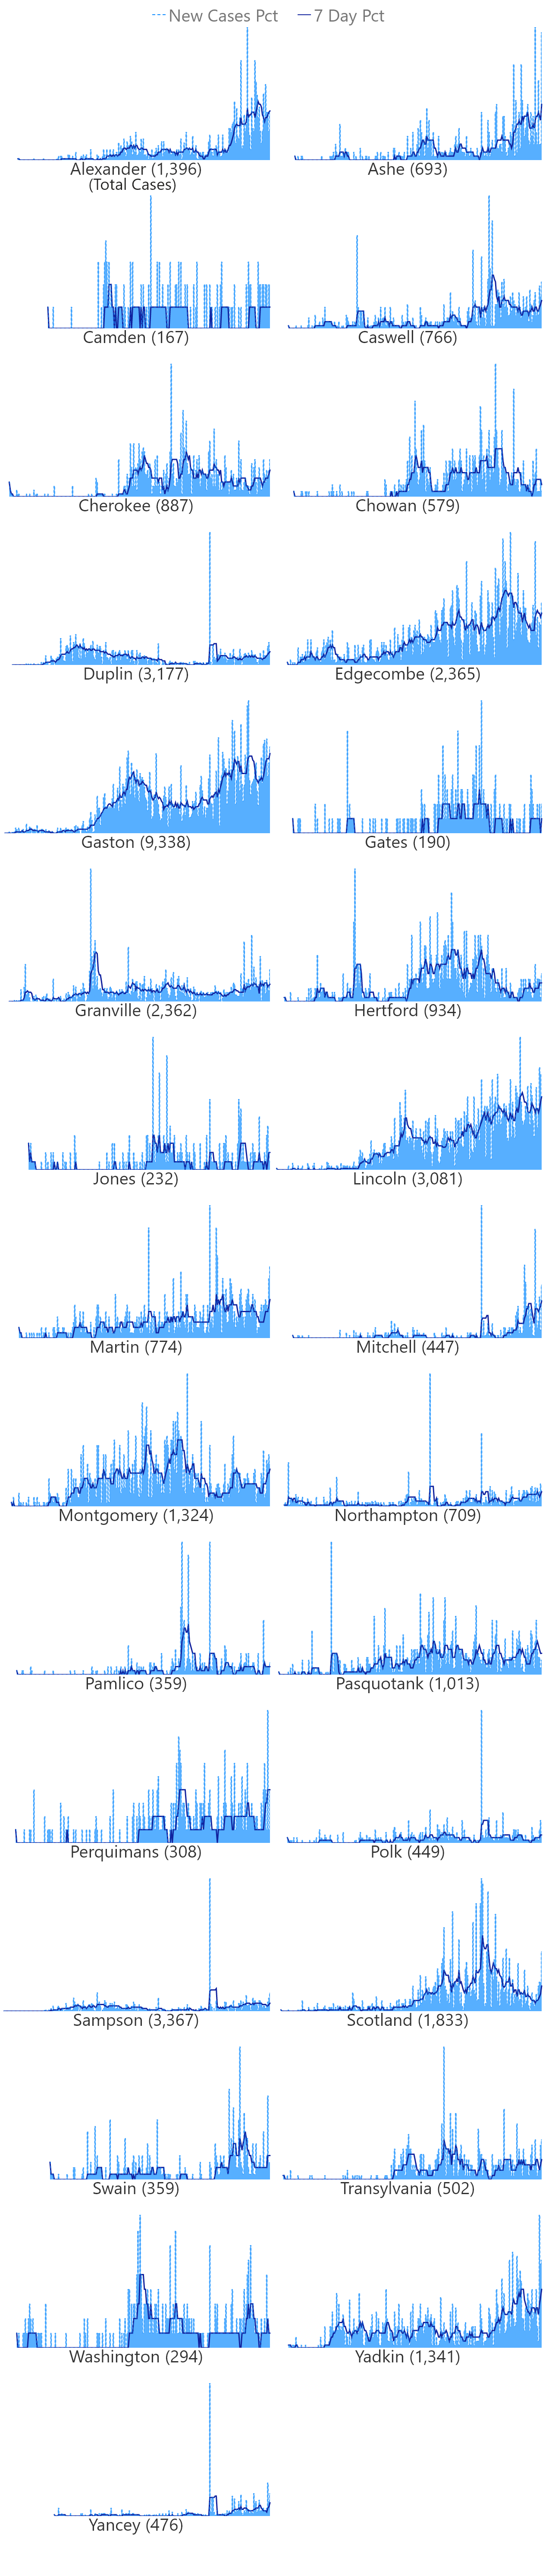 New Cases Pct 7 Day Pct
Alexander (1,396) Ashe (693)
(Total Cases)
Camden (167) Caswell (766)
Cherokee (887) Chowan (579)
Duplin (3,177) Edgecombe (2,365)
Gaston (9,338) Gates (190)
Granville (2,362) Hertford (934)
Jones (232) Lincoln (3,081)
Martin (774) Mitchell (447)
Montgomery (1,324) Northampton (709)
Pamlico (359) Pasquotank (1,013)
Perquimans (308) Polk (449)
Sampson (3,367) Scotland (1,833)
Swain (359) Transylvania (502)
Washington (294) Yadkin (1,341)
Yancey (476)